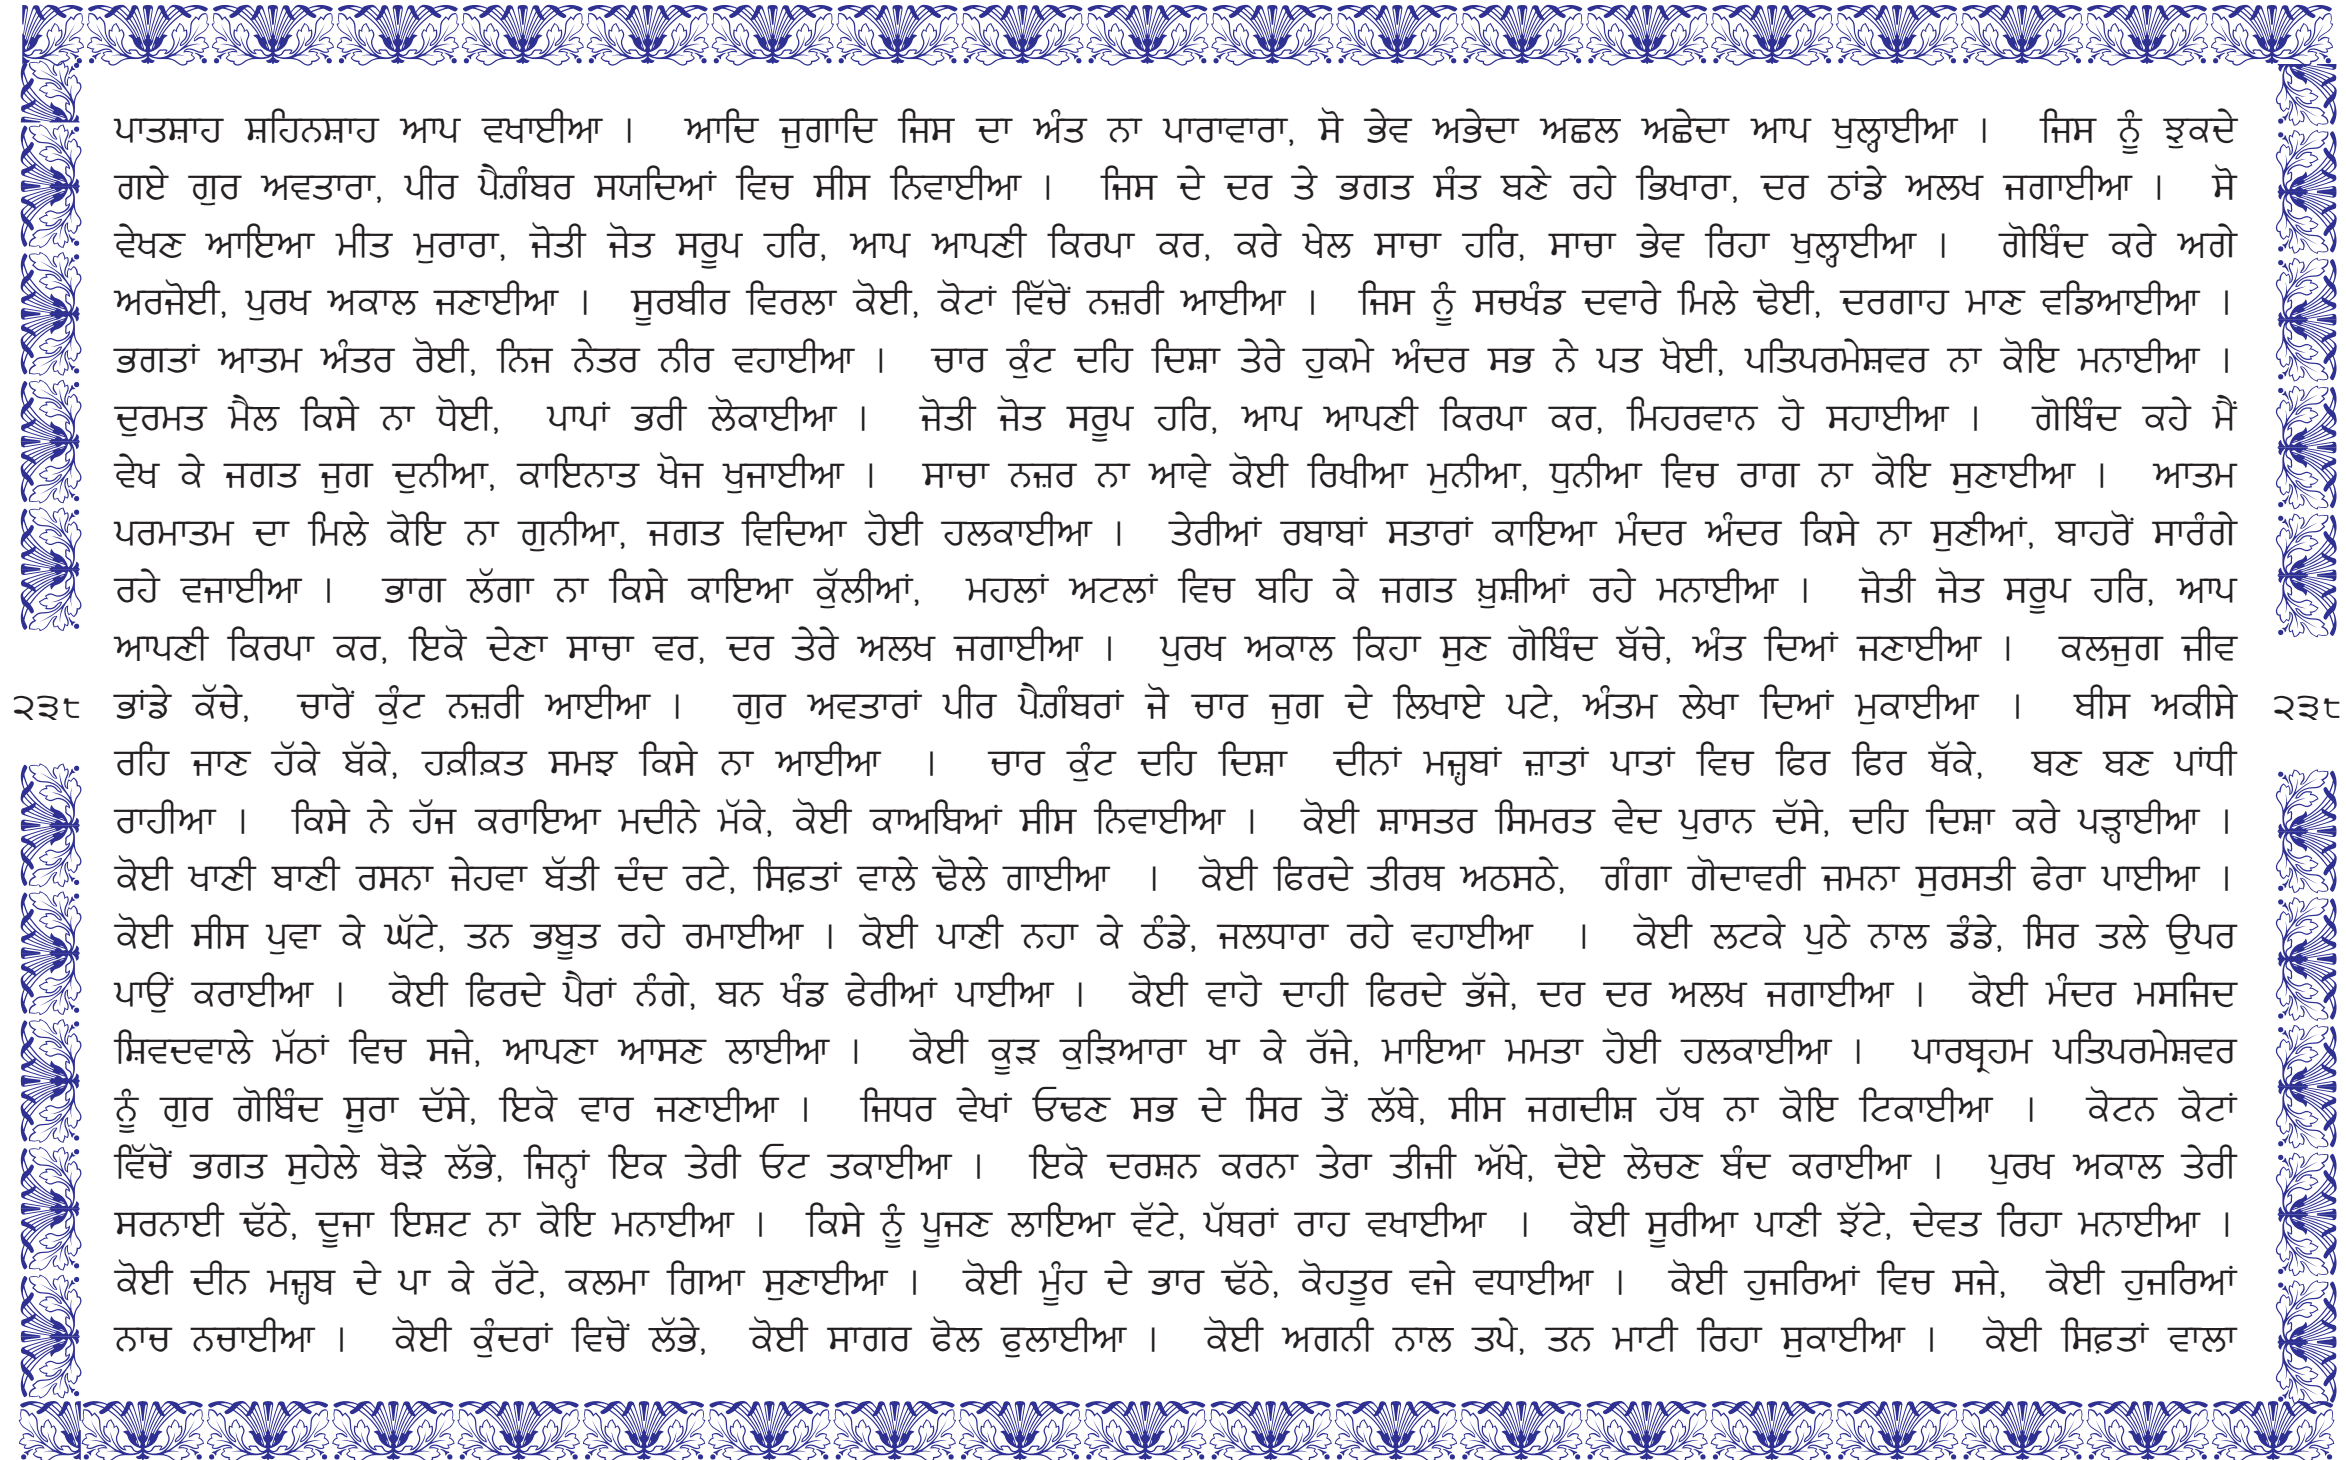 ਪਾਤਸ਼ਾਹ ਸ਼ਹਿਨਸ਼ਾਹ ਆਪ ਵਖਾਈਆ । ਆਦਿ ਜੁਗਾਦਿ ਜਿਸ ਦਾ ਅੰਤ ਨਾ ਪਾਰਾਵਾਰਾ, ਸੋ ਭੇਵ ਅਭੇਦਾ ਅਛਲ ਅਛੇਦਾ ਆਪ ਖੁਲ੍ਹਾਈਆ । ਜਿਸ ਨੂੰ ਝੁਕਦੇ
ਗਏ ਗੁਰ ਅਵਤਾਰਾ, ਪੀਰ ਪੈਗ਼ੰਬਰ ਸਯਦਿਆਂ ਵਿਚ ਸੀਸ ਨਿਵਾਈਆ । ਜਿਸ ਦੇ ਦਰ ਤੇ ਭਗਤ ਸੰਤ ਬਣੇ ਰਹੇ ਭਿਖਾਰਾ, ਦਰ ਠਾਂਡੇ ਅਲਖ ਜਗਾਈਆ । ਸੋ
ਵੇਖਣ ਆਇਆ ਮੀਤ ਮੁਰਾਰਾ, ਜੋਤੀ ਜੋਤ ਸਰੂਪ ਹਰਿ, ਆਪ ਆਪਣੀ ਕਿਰਪਾ ਕਰ, ਕਰੇ ਖੇਲ ਸਾਚਾ ਹਰਿ, ਸਾਚਾ ਭੇਵ ਰਿਹਾ ਖੁਲ੍ਹਾਈਆ । ਗੋਬਿੰਦ ਕਰੇ ਅਗੇ
ਅਰਜੋਈ, ਪੁਰਖ ਅਕਾਲ ਜਣਾਈਆ । ਸੂਰਬੀਰ ਵਿਰਲਾ ਕੋਈ, ਕੋਟਾਂ ਵਿੱਚੋਂ ਨਜ਼ਰੀ ਆਈਆ । ਜਿਸ ਨੂੰ ਸਚਖੰਡ ਦਵਾਰੇ ਮਿਲੇ ਢੋਈ, ਦਰਗਾਹ ਮਾਣ ਵਡਿਆਈਆ ।
ਭਗਤਾਂ ਆਤਮ ਅੰਤਰ ਰੋਈ, ਨਿਜ ਨੇਤਰ ਨੀਰ ਵਹਾਈਆ । ਚਾਰ ਕੁੰਟ ਦਹਿ ਦਿਸ਼ਾ ਤੇਰੇ ਹੁਕਮੇ ਅੰਦਰ ਸਭ ਨੇ ਪਤ ਖੋਈ, ਪਤਿਪਰਮੇਸ਼ਵਰ ਨਾ ਕੋਇ ਮਨਾਈਆ ।
ਦੁਰਮਤ ਮੈਲ ਕਿਸੇ ਨਾ ਧੋਈ, ਪਾਪਾਂ ਭਰੀ ਲੋਕਾਈਆ । ਜੋਤੀ ਜੋਤ ਸਰੂਪ ਹਰਿ, ਆਪ ਆਪਣੀ ਕਿਰਪਾ ਕਰ, ਮਿਹਰਵਾਨ ਹੋ ਸਹਾਈਆ । ਗੋਬਿੰਦ ਕਹੇ ਮੈਂ
ਵੇਖ ਕੇ ਜਗਤ ਜੁਗ ਦੁਨੀਆ, ਕਾਇਨਾਤ ਖੋਜ ਖੁਜਾਈਆ । ਸਾਚਾ ਨਜ਼ਰ ਨਾ ਆਵੇ ਕੋਈ ਰਿਖੀਆ ਮੁਨੀਆ, ਧੁਨੀਆ ਵਿਚ ਰਾਗ ਨਾ ਕੋਇ ਸੁਣਾਈਆ । ਆਤਮ
ਪਰਮਾਤਮ ਦਾ ਮਿਲੇ ਕੋਇ ਨਾ ਗੁਨੀਆ, ਜਗਤ ਵਿਦਿਆ ਹੋਈ ਹਲਕਾਈਆ । ਤੇਰੀਆਂ ਰਬਾਬਾਂ ਸਤਾਰਾਂ ਕਾਇਆ ਮੰਦਰ ਅੰਦਰ ਕਿਸੇ ਨਾ ਸੁਣੀਆਂ, ਬਾਹਰੋਂ ਸਾਰੰਗੇ
ਰਹੇ ਵਜਾਈਆ । ਭਾਗ ਲੱਗਾ ਨਾ ਕਿਸੇ ਕਾਇਆ ਕੁੱਲੀਆਂ, ਮਹਲਾਂ ਅਟਲਾਂ ਵਿਚ ਬਹਿ ਕੇ ਜਗਤ ਖ਼ੁਸ਼ੀਆਂ ਰਹੇ ਮਨਾਈਆ । ਜੋਤੀ ਜੋਤ ਸਰੂਪ ਹਰਿ, ਆਪ
ਆਪਣੀ ਕਿਰਪਾ ਕਰ, ਇਕੋ ਦੇਣਾ ਸਾਚਾ ਵਰ, ਦਰ ਤੇਰੇ ਅਲਖ ਜਗਾਈਆ । ਪੁਰਖ ਅਕਾਲ ਕਿਹਾ ਸੁਣ ਗੋਬਿੰਦ ਬੱਚੇ, ਅੰਤ ਦਿਆਂ ਜਣਾਈਆ । ਕਲਜੁਗ ਜੀਵ
੨੩੮ ਭਾਂਡੇ ਕੱਚੇ, ਚਾਰੋਂ ਕੁੰਟ ਨਜ਼ਰੀ ਆਈਆ । ਗੁਰ ਅਵਤਾਰਾਂ ਪੀਰ ਪੈਗ਼ੰਬਰਾਂ ਜੋ ਚਾਰ ਜੁਗ ਦੇ ਲਿਖਾਏ ਪਟੇ, ਅੰਤਮ ਲੇਖਾ ਦਿਆਂ ਮੁਕਾਈਆ । ਬੀਸ ਅਕੀਸੇ ੨੩੮
ਰਹਿ ਜਾਣ ਹੱਕੇ ਬੱਕੇ, ਹਕ਼ੀਕ਼ਤ ਸਮਝ ਕਿਸੇ ਨਾ ਆਈਆ । ਚਾਰ ਕੁੰਟ ਦਹਿ ਦਿਸ਼ਾ ਦੀਨਾਂ ਮਜ਼੍ਹਬਾਂ ਜ਼ਾਤਾਂ ਪਾਤਾਂ ਵਿਚ ਫਿਰ ਫਿਰ ਥੱਕੇ, ਬਣ ਬਣ ਪਾਂਧੀ
ਰਾਹੀਆ । ਕਿਸੇ ਨੇ ਹੱਜ ਕਰਾਇਆ ਮਦੀਨੇ ਮੱਕੇ, ਕੋਈ ਕਾਅਬਿਆਂ ਸੀਸ ਨਿਵਾਈਆ । ਕੋਈ ਸ਼ਾਸਤਰ ਸਿਮਰਤ ਵੇਦ ਪੁਰਾਨ ਦੱਸੇ, ਦਹਿ ਦਿਸ਼ਾ ਕਰੇ ਪੜ੍ਹਾਈਆ ।
ਕੋਈ ਖਾਣੀ ਬਾਣੀ ਰਸਨਾ ਜੇਹਵਾ ਬੱਤੀ ਦੰਦ ਰਟੇ, ਸਿਫ਼ਤਾਂ ਵਾਲੇ ਢੋਲੇ ਗਾਈਆ । ਕੋਈ ਫਿਰਦੇ ਤੀਰਥ ਅਠਸਠੇ, ਗੰਗਾ ਗੋਦਾਵਰੀ ਜਮਨਾ ਸੁਰਸਤੀ ਫੇਰਾ ਪਾਈਆ ।
ਕੋਈ ਸੀਸ ਪੁਵਾ ਕੇ ਘੱਟੇ, ਤਨ ਭਬੂਤ ਰਹੇ ਰਮਾਈਆ । ਕੋਈ ਪਾਣੀ ਨਹਾ ਕੇ ਠੰਡੇ, ਜਲਧਾਰਾ ਰਹੇ ਵਹਾਈਆ । ਕੋਈ ਲਟਕੇ ਪੁਠੇ ਨਾਲ ਡੰਡੇ, ਸਿਰ ਤਲੇ ਉਪਰ
ਪਾਉਂ ਕਰਾਈਆ । ਕੋਈ ਫਿਰਦੇ ਪੈਰਾਂ ਨੰਗੇ, ਬਨ ਖੰਡ ਫੇਰੀਆਂ ਪਾਈਆ । ਕੋਈ ਵਾਹੋ ਦਾਹੀ ਫਿਰਦੇ ਭੱਜੇ, ਦਰ ਦਰ ਅਲਖ ਜਗਾਈਆ । ਕੋਈ ਮੰਦਰ ਮਸਜਿਦ
ਸ਼ਿਵਦਵਾਲੇ ਮੱਠਾਂ ਵਿਚ ਸਜੇ, ਆਪਣਾ ਆਸਣ ਲਾਈਆ । ਕੋਈ ਕੂੜ ਕੁੜਿਆਰਾ ਖਾ ਕੇ ਰੱਜੇ, ਮਾਇਆ ਮਮਤਾ ਹੋਈ ਹਲਕਾਈਆ । ਪਾਰਬ੍ਰਹਮ ਪਤਿਪਰਮੇਸ਼ਵਰ
ਨੂੰ ਗੁਰ ਗੋਬਿੰਦ ਸੂਰਾ ਦੱਸੇ, ਇਕੋ ਵਾਰ ਜਣਾਈਆ । ਜਿਧਰ ਵੇਖਾਂ ਓਢਣ ਸਭ ਦੇ ਸਿਰ ਤੋਂ ਲੱਥੇ, ਸੀਸ ਜਗਦੀਸ਼ ਹੱਥ ਨਾ ਕੋਇ ਟਿਕਾਈਆ । ਕੋਟਨ ਕੋਟਾਂ
ਵਿੱਚੋਂ ਭਗਤ ਸੁਹੇਲੇ ਥੋੜੇ ਲੱਭੇ, ਜਿਨ੍ਹਾਂ ਇਕ ਤੇਰੀ ਓਟ ਤਕਾਈਆ । ਇਕੋ ਦਰਸ਼ਨ ਕਰਨਾ ਤੇਰਾ ਤੀਜੀ ਅੱਖੇ, ਦੋਏ ਲੋਚਣ ਬੰਦ ਕਰਾਈਆ । ਪੁਰਖ ਅਕਾਲ ਤੇਰੀ
ਸਰਨਾਈ ਢੱਠੇ, ਦੂਜਾ ਇਸ਼ਟ ਨਾ ਕੋਇ ਮਨਾਈਆ । ਕਿਸੇ ਨੂੰ ਪੂਜਣ ਲਾਇਆ ਵੱਟੇ, ਪੱਥਰਾਂ ਰਾਹ ਵਖਾਈਆ । ਕੋਈ ਸੂਰੀਆ ਪਾਣੀ ਝੱਟੇ, ਦੇਵਤ ਰਿਹਾ ਮਨਾਈਆ ।
ਕੋਈ ਦੀਨ ਮਜ਼੍ਹਬ ਦੇ ਪਾ ਕੇ ਰੱਟੇ, ਕਲਮਾ ਗਿਆ ਸੁਣਾਈਆ । ਕੋਈ ਮੂੰਹ ਦੇ ਭਾਰ ਢੱਠੇ, ਕੋਹਤੂਰ ਵਜੇ ਵਧਾਈਆ । ਕੋਈ ਹੁਜਰਿਆਂ ਵਿਚ ਸਜੇ, ਕੋਈ ਹੁਜਰਿਆਂ
ਨਾਚ ਨਚਾਈਆ । ਕੋਈ ਕੁੰਦਰਾਂ ਵਿਚੋਂ ਲੱਭੇ, ਕੋਈ ਸਾਗਰ ਫੋਲ ਫੁਲਾਈਆ । ਕੋਈ ਅਗਨੀ ਨਾਲ ਤਪੇ, ਤਨ ਮਾਟੀ ਰਿਹਾ ਸੁਕਾਈਆ । ਕੋਈ ਸਿਫ਼ਤਾਂ ਵਾਲਾ